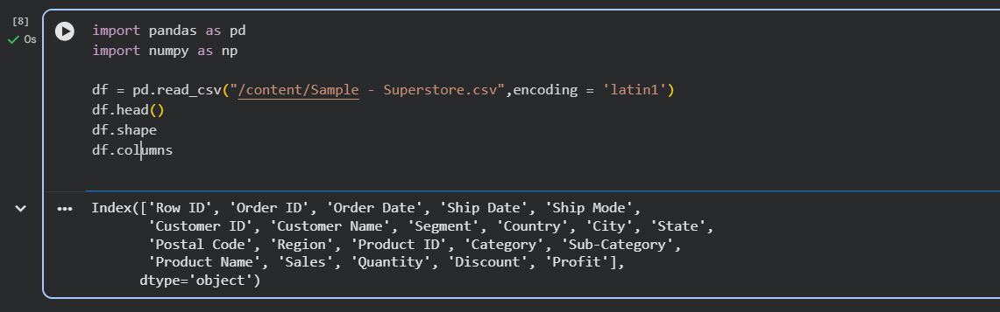 [8]
0s
import pandas as pd
import numpy as np
df = pd.read_csv("/content/Sample - Superstore.csv",encoding = 'latin1')
df.head()
df.shape
df.columns
Index(['Row ID', 'Order ID', 'Order Date', 'Ship Date', 'Ship Mode',
'Customer ID', 'Customer Name', 'Segment', 'Country', 'City', 'State',
'Postal Code', 'Region', 'Product ID', 'Category', 'Sub-Category',
'Product Name', 'Sales', 'Quantity', 'Discount', 'Profit'],
dtype='object')